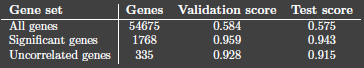 Gene set Genes Validation score Test score
All genes 54675 0.584 0.575
Significant genes 1768 0.959 0.943
Uncorrelated genes 335 0.928 0.915